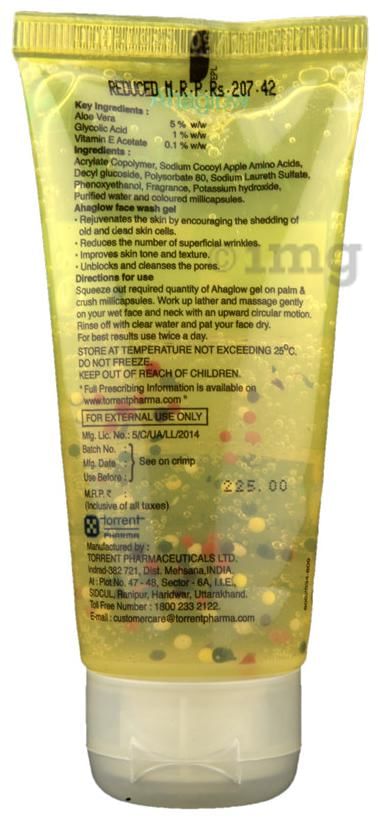 REDUCED M.R.P.Rs.207.42
Ahaglow
Key Ingredients :
Aloe Vera 5% w/w
Glycolic Acid 1% w/w
Vitamin E Acetate 0.1% w/w
Ingredients :
Acrylate Copolymer, Sodium Cocoyl Apple Amino Acids,
Decyl glucoside, Polysorbate 80, Sodium Laureth Sulfate,
Phenoxyethanol, Fragrance, Potassium hydroxide,
Purified water and coloured millicapsules.
Ahaglow face wash gel
• Rejuvenates the skin by encouraging the shedding of
old and dead skin cells.
• Reduces the number of superficial wrinkles.
• Improves skin tone and texture.
• Unblocks and cleanses the pores.
© 1mg
Directions for use
Squeeze out required quantity of Ahaglow gel on palm &
crush millicapsules. Work up lather and massage gently
on your wet face and neck with an upward circular motion.
Rinse off with clear water and pat your face dry.
For best results use twice a day.
STORE AT TEMPERATURE NOT EXCEEDING 25°C.
DO NOT FREEZE.
KEEP OUT OF REACH OF CHILDREN.
" Full Prescribing Information is available on
www.torrentpharma.com "
FOR EXTERNAL USE ONLY
Mfg. Lic. No.: 5/C/UA/LL/2014
Batch No. :
Mfg. Date : See on crimp
Use Before :
225.00
M.R.P. ₹ :
(Inclusive of all taxes)
torrent
PHARMA
Manufactured by :
TORRENT PHARMACEUTICALS LTD.
Indrad-382 721, Dist. Mehsana, INDIA.
At : Plot No. 47 - 48, Sector - 6A, I.I.E.,
SIDCUL, Ranipur, Haridwar, Uttarakhand.
Toll Free Number : 1800 233 2122.
E-mail : customercare@torrentpharma.com